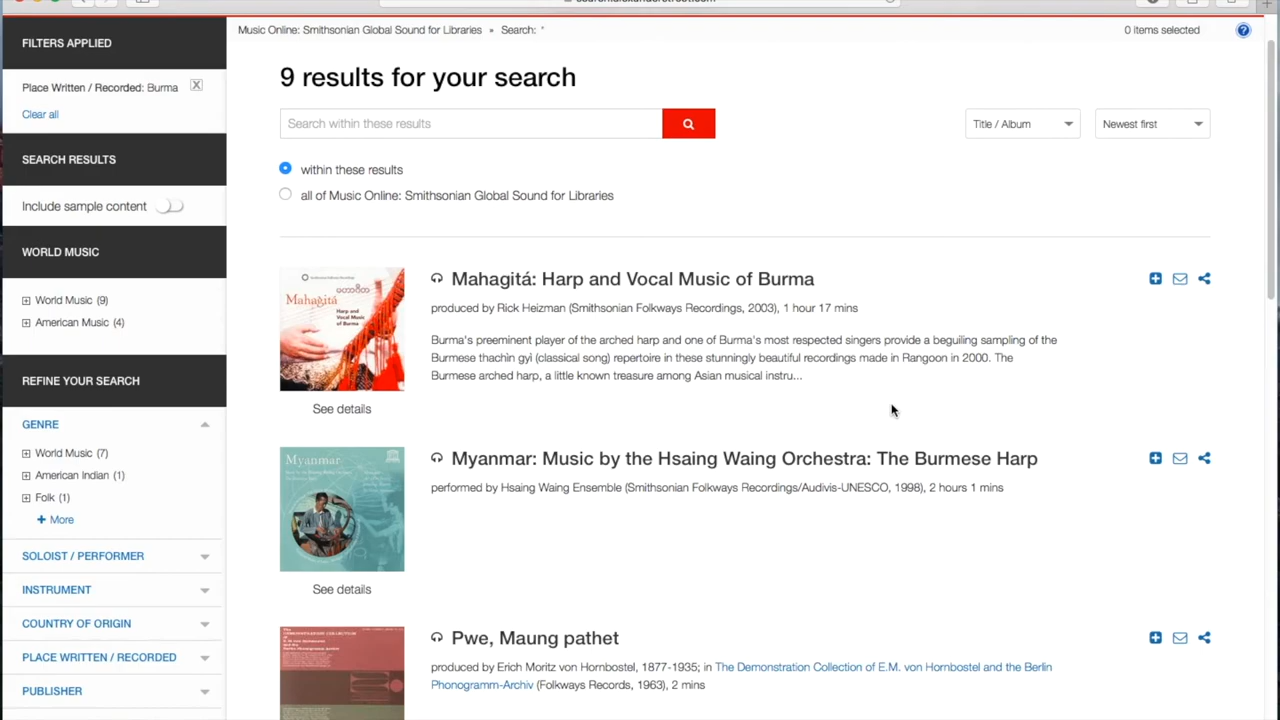 Music Online: Smithsonian Global Sound for Libraries » Search: *
0 items selected
?
FILTERS APPLIED
Place Written / Recorded: Burma X
Clear all
SEARCH RESULTS
Include sample content
WORLD MUSIC
World Music (9)
American Music (4)
REFINE YOUR SEARCH
GENRE
World Music (7)
American Indian (1)
Folk (1)
+ More
SOLOIST / PERFORMER
INSTRUMENT
COUNTRY OF ORIGIN
PLACE WRITTEN / RECORDED
PUBLISHER
9 results for your search
Search within these results
Title / Album
Newest first
within these results
all of Music Online: Smithsonian Global Sound for Libraries
Mahagitá
Harp and
Vocal Music
of Burma
See details
Mahagitá: Harp and Vocal Music of Burma
produced by Rick Heizman (Smithsonian Folkways Recordings, 2003), 1 hour 17 mins
Burma's preeminent player of the arched harp and one of Burma's most respected singers provide a beguiling sampling of the
Burmese thachin gyi (classical song) repertoire in these stunningly beautiful recordings made in Rangoon in 2000. The
Burmese arched harp, a little known treasure among Asian musical instru...
Myanmar
See details
Myanmar: Music by the Hsaing Waing Orchestra: The Burmese Harp
performed by Hsaing Waing Ensemble (Smithsonian Folkways Recordings/Audivis-UNESCO, 1998), 2 hours 1 mins
Pwe, Maung pathet
produced by Erich Moritz von Hornbostel, 1877-1935; in The Demonstration Collection of E.M. von Hornbostel and the Berlin
Phonogramm-Archiv (Folkways Records, 1963), 2 mins